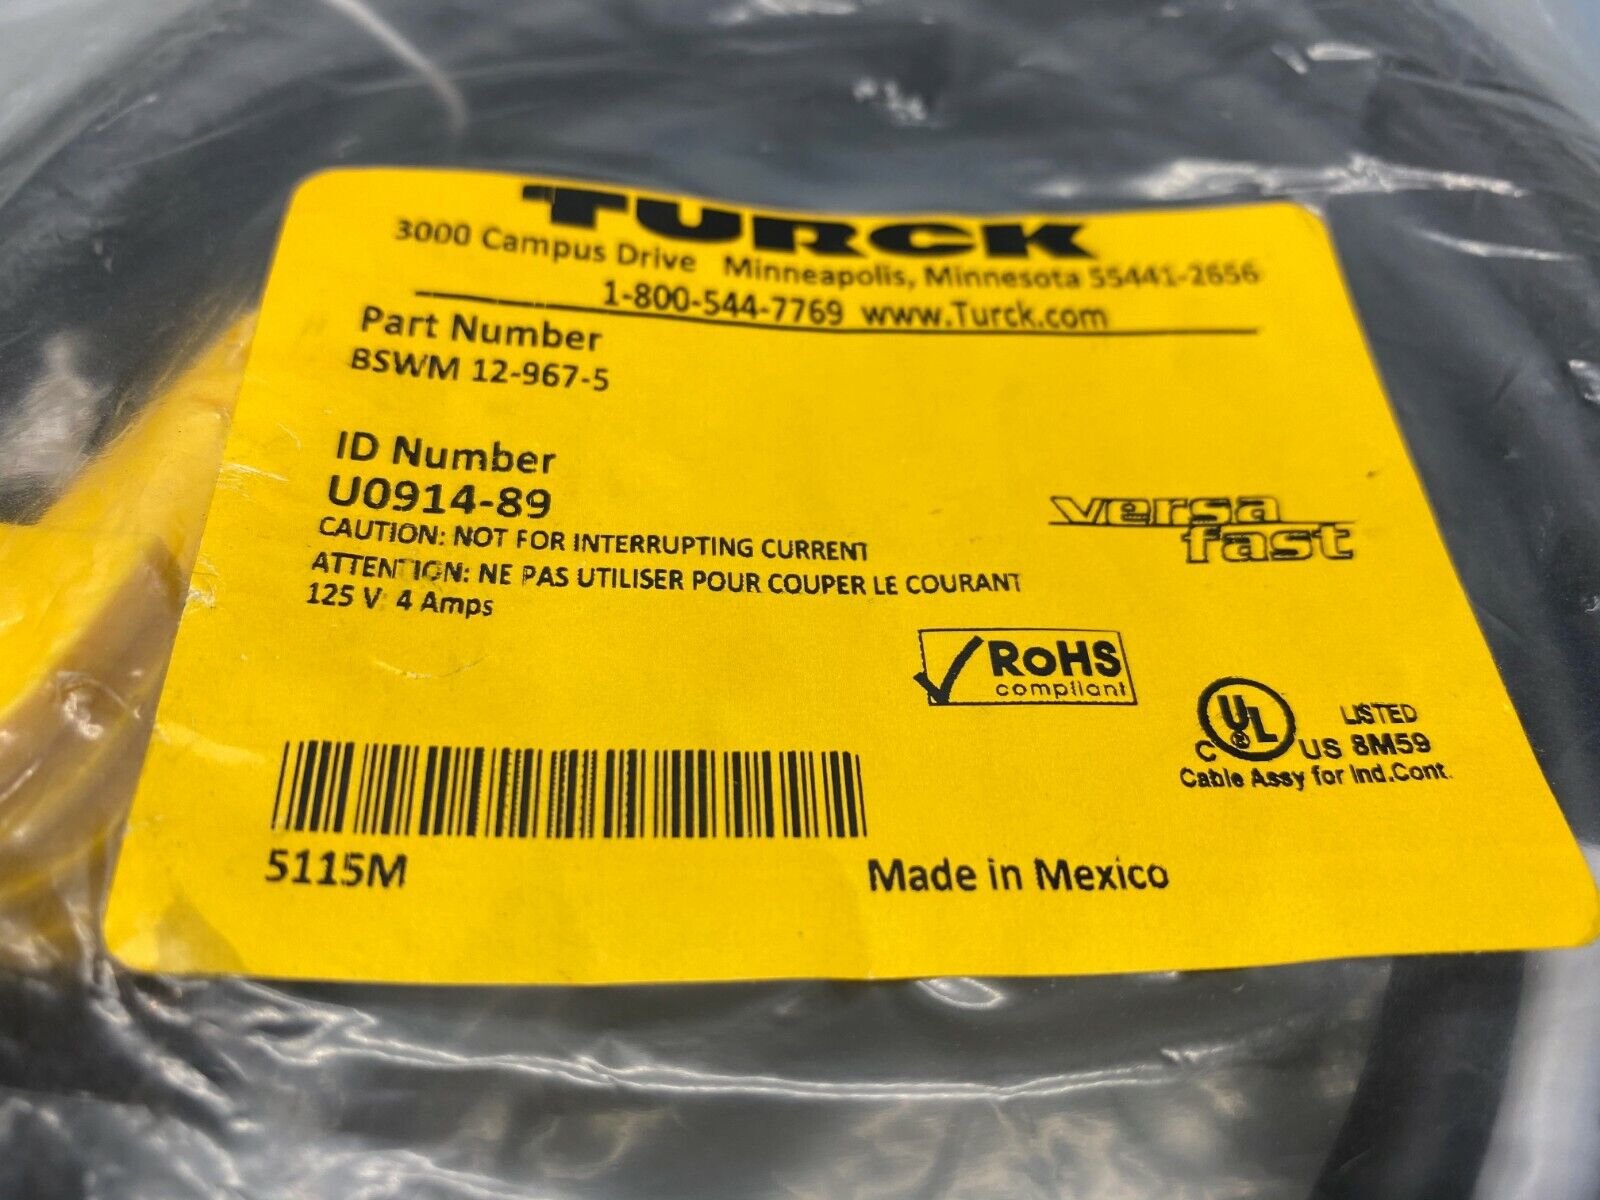 TURCK
3000 Campus Drive Minneapolis, Minnesota 55441-2656
1-800-544-7769 www.Turck.com
Part Number
BSWM 12-967-5
ID Number
U0914-89
CAUTION: NOT FOR INTERRUPTING CURRENT
ATTENTION: NE PAS UTILISER POUR COUPER LE COURANT
125 V 4 Amps
versa
fast
RoHS
compliant
C UL ® US LISTED
8M59
Cable Assy for Ind.Cont.
5115M
Made in Mexico